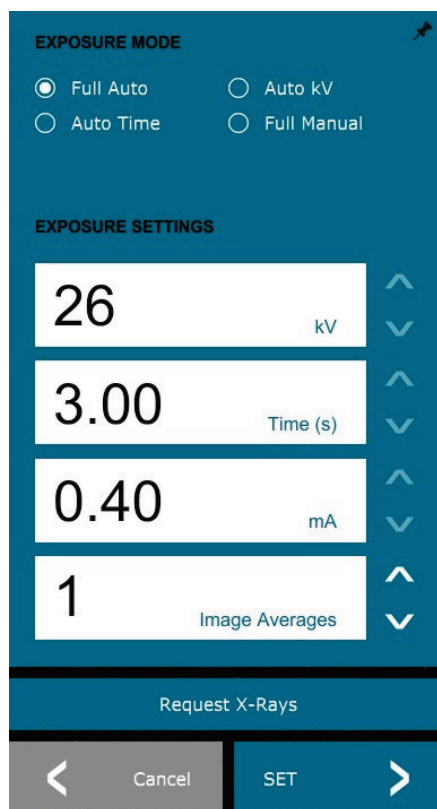 EXPOSURE MODE
Full Auto
Auto kV
Auto Time
Full Manual
EXPOSURE SETTINGS
26
kV
3.00
Time (s)
0.40
mA
1
Image Averages
Request X-Rays
Cancel
SET